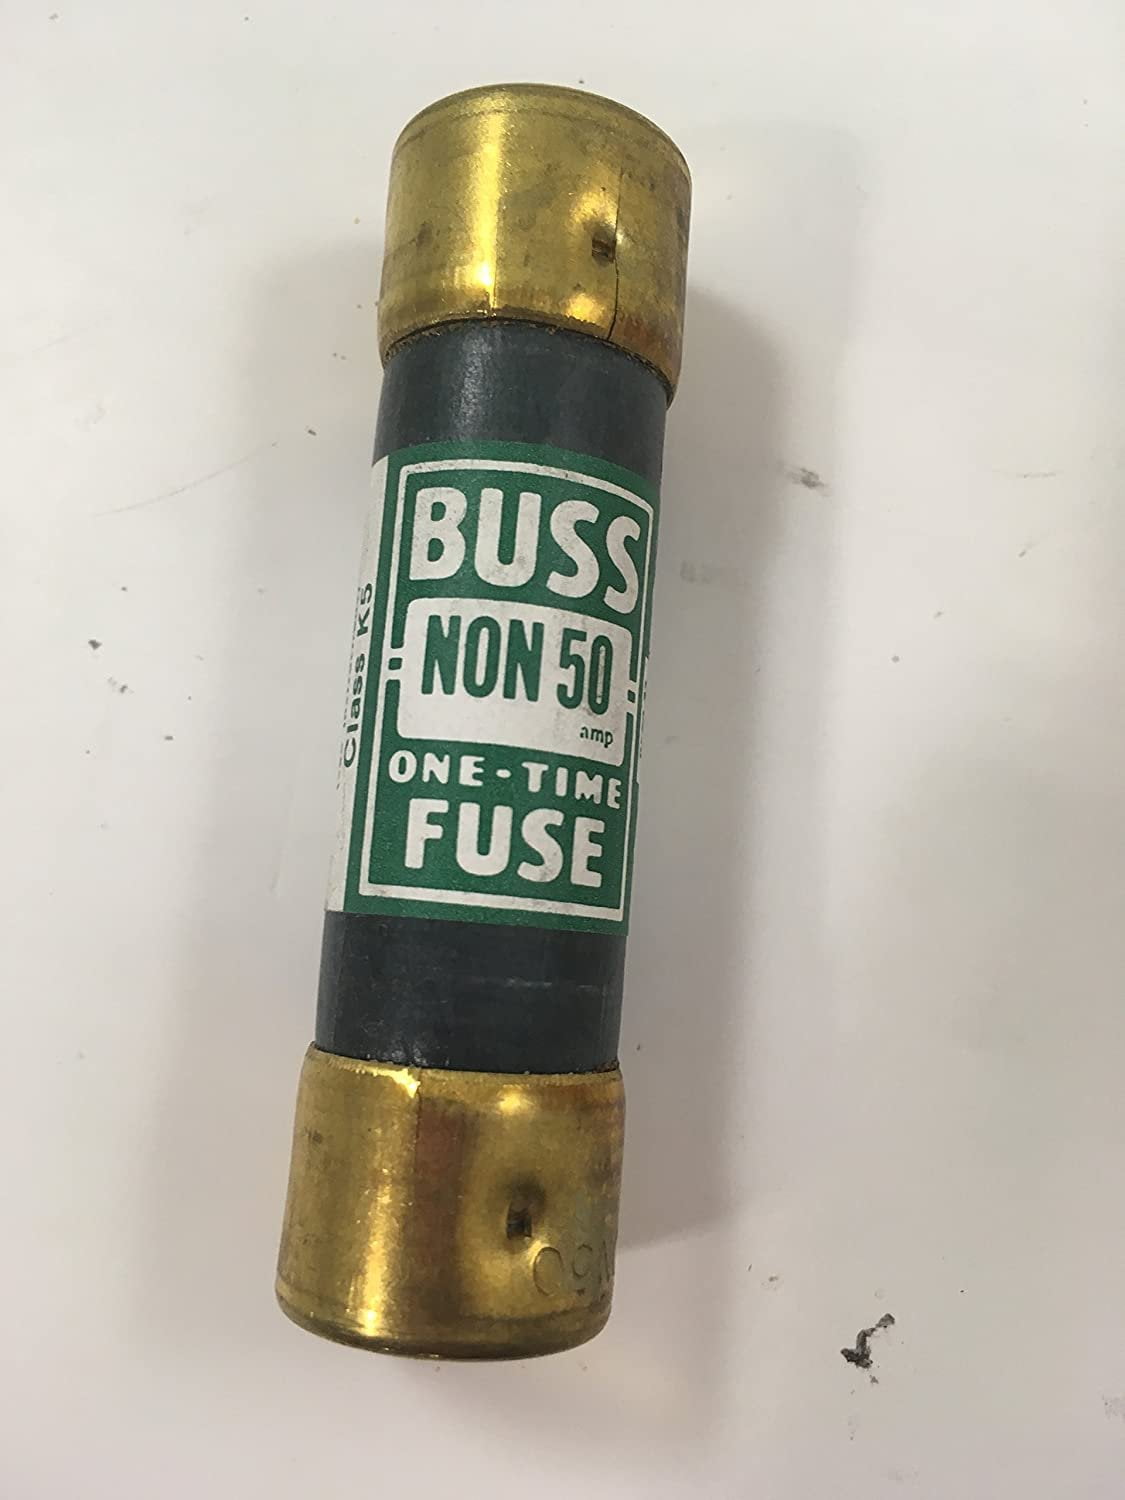 BUSS
NON 50
amp
ONE-TIME
FUSE
Class K5